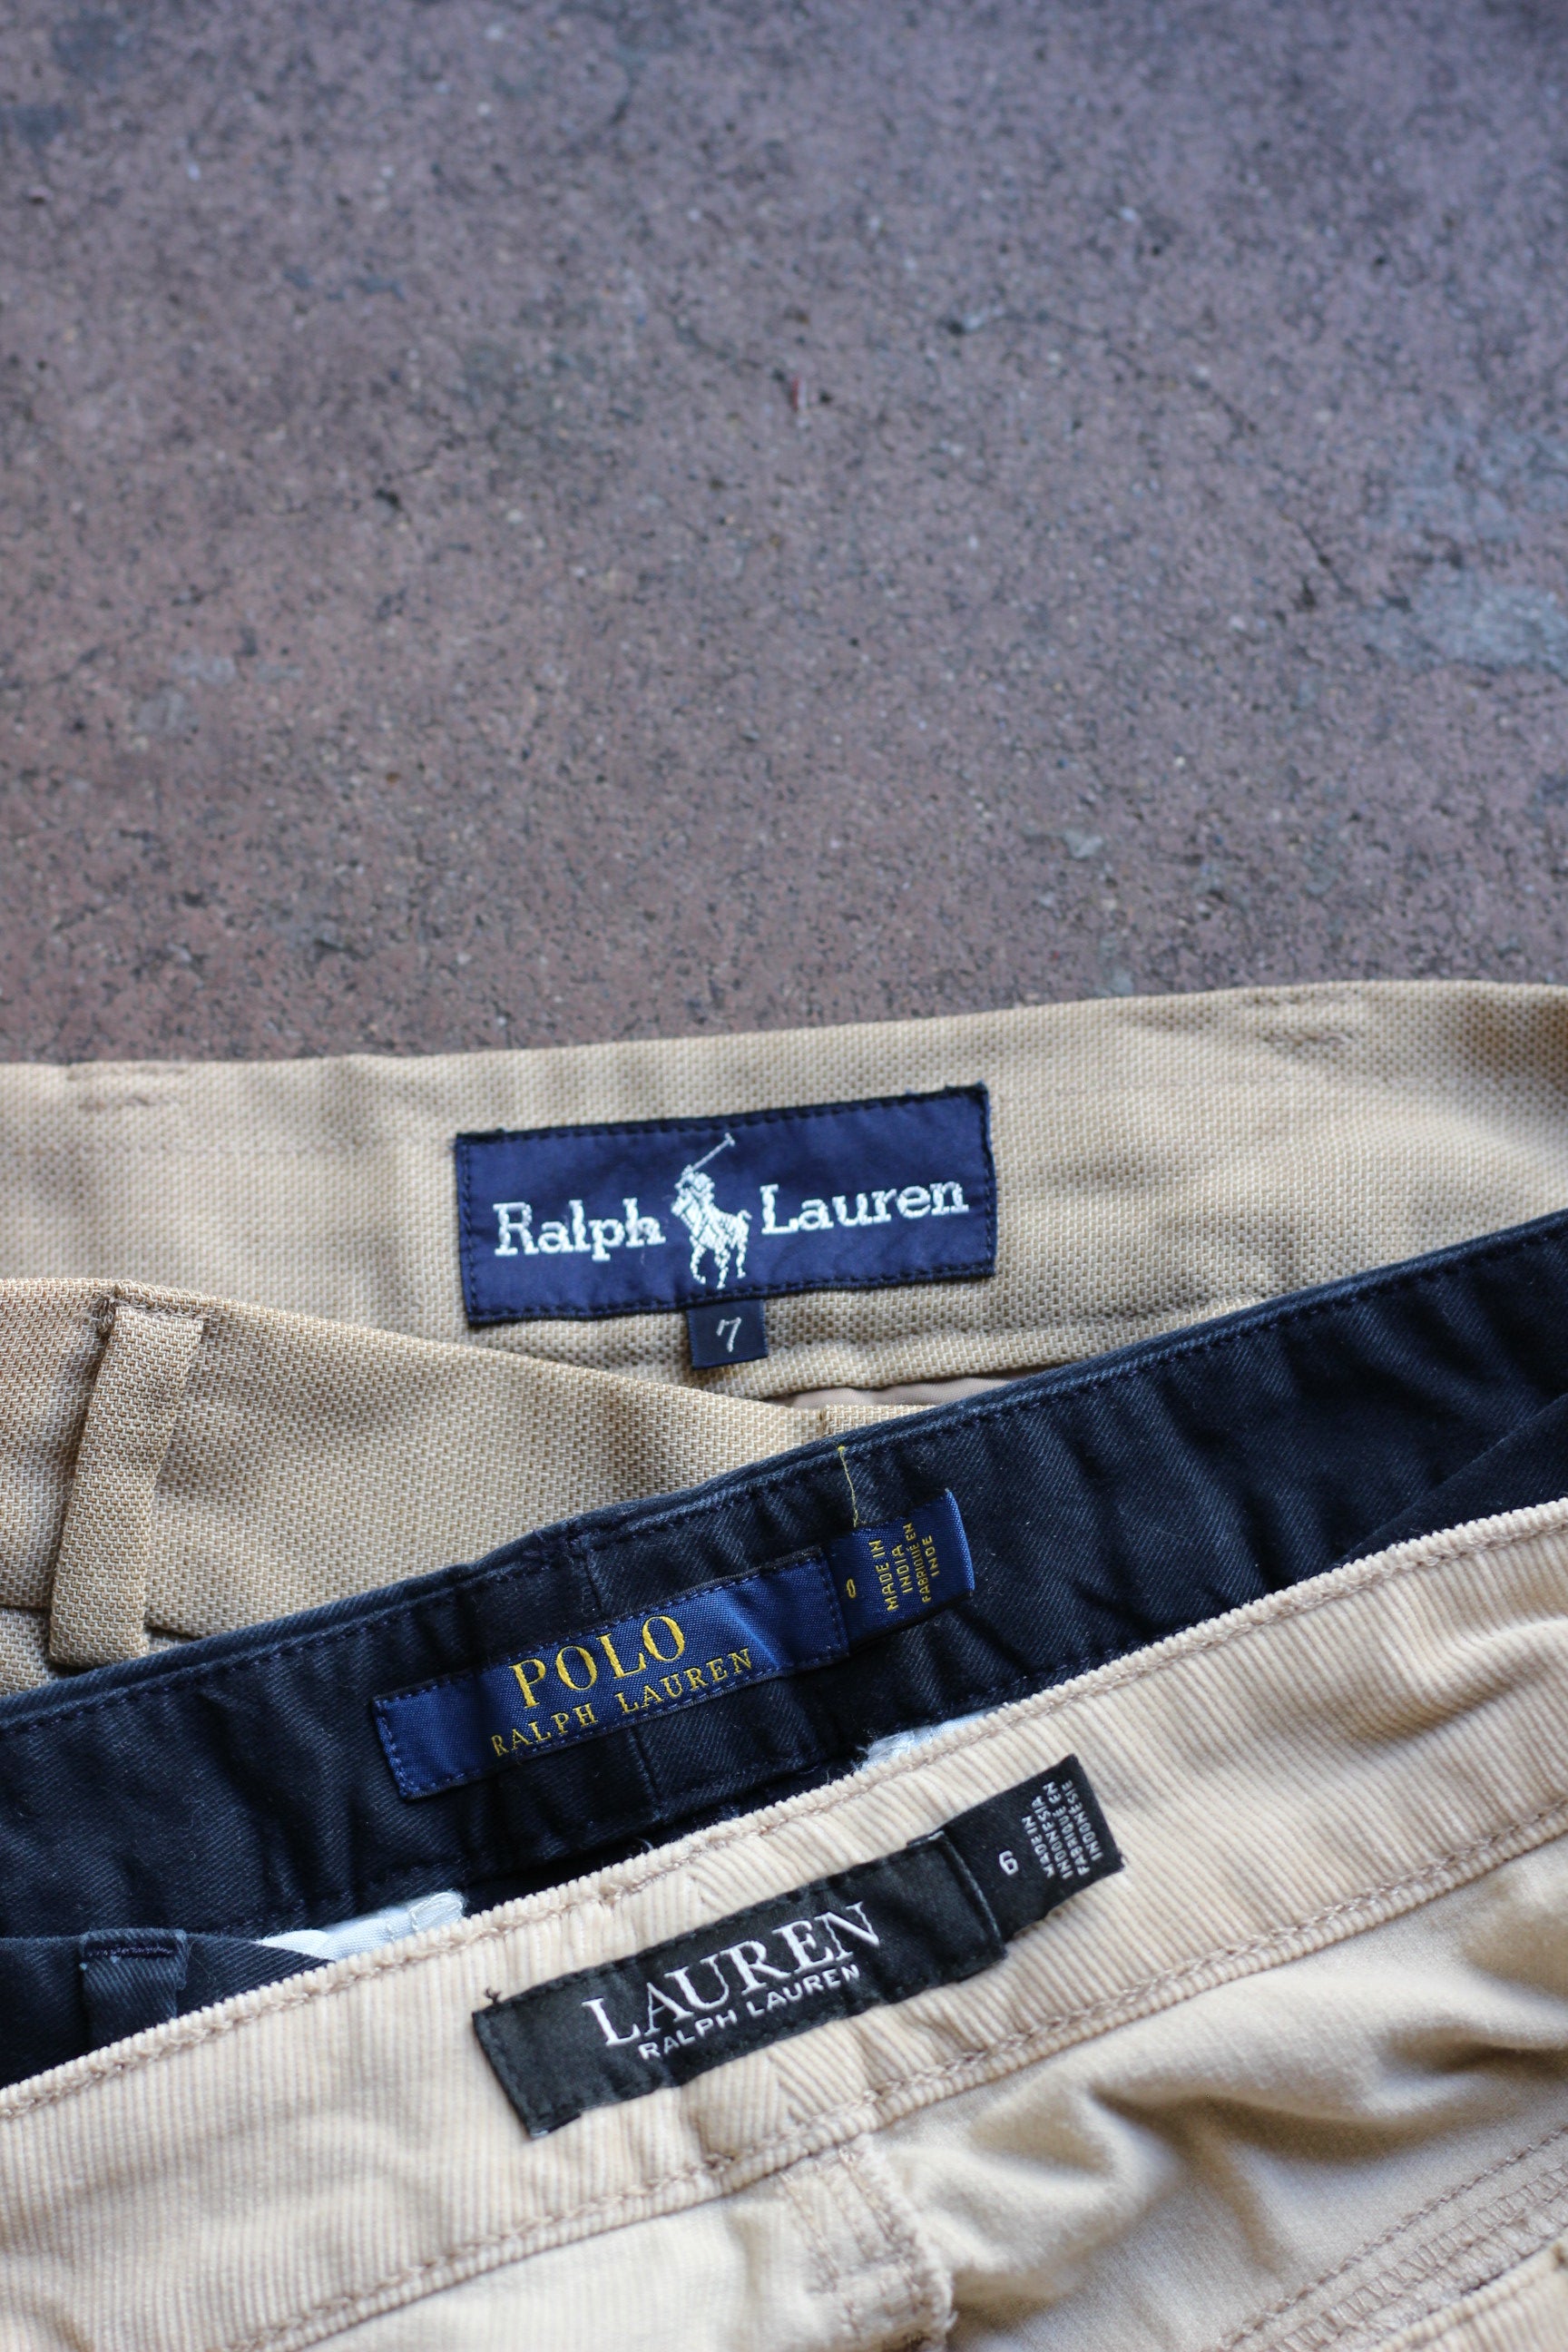 Ralph Lauren
7
POLO
RALPH LAUREN
0
MADE IN
INDIA
FABRIQUÉ EN
INDE
LAUREN
RALPH LAUREN
6
MADE IN
INDONESIA
FABRIQUÉ EN
INDONÉSIE